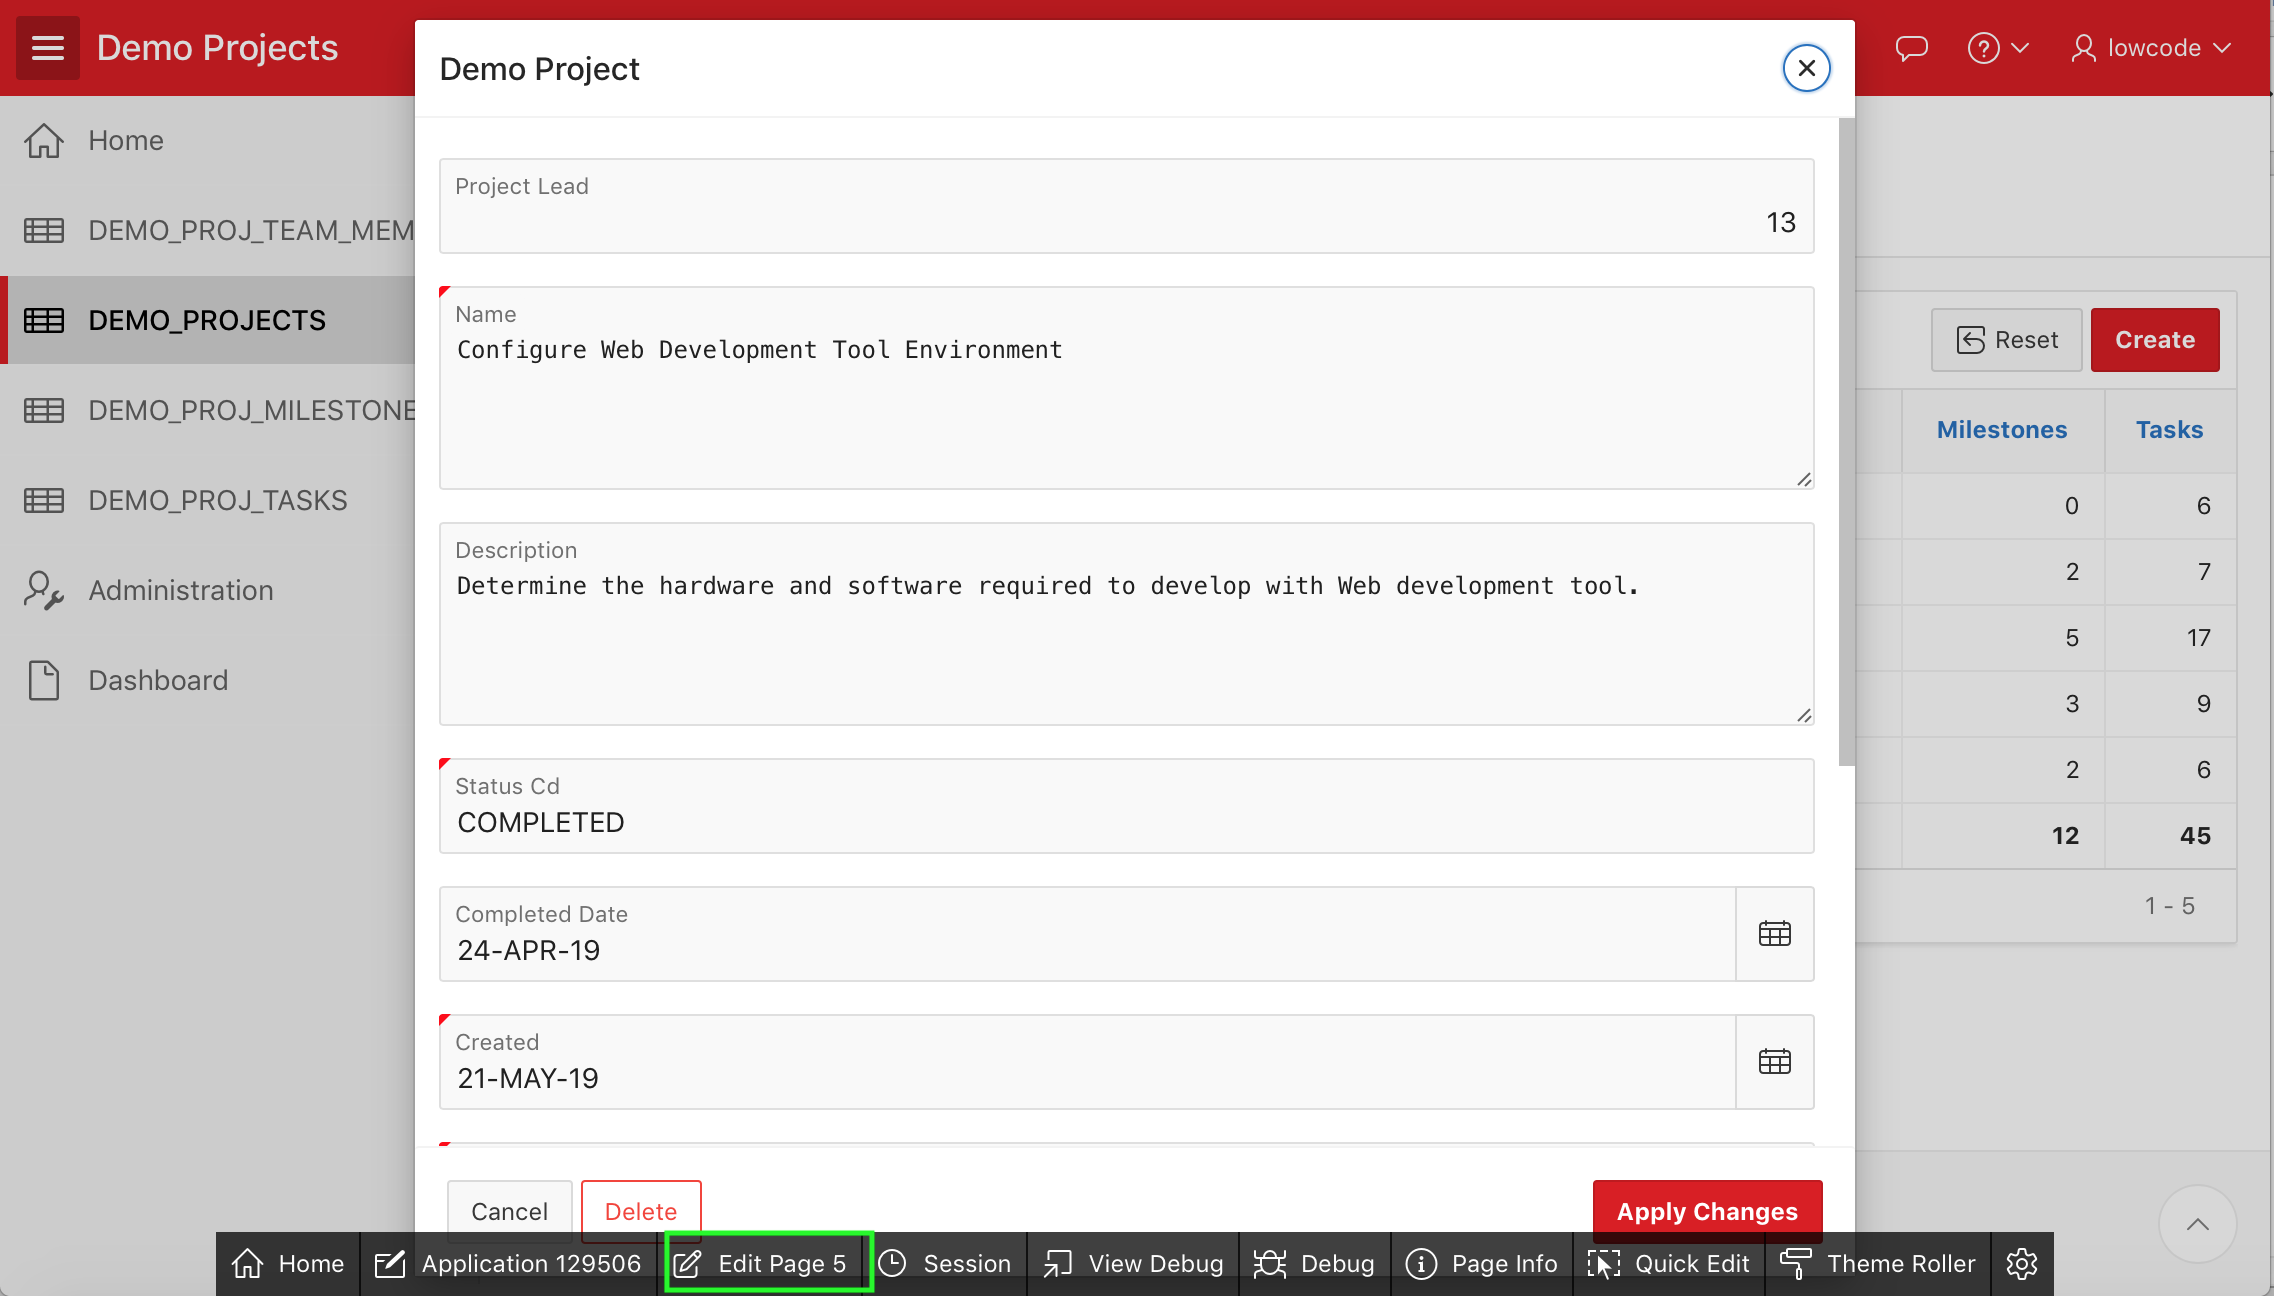 Demo Projects
lowcode
Home
DEMO_PROJ_TEAM_MEM
DEMO_PROJECTS
DEMO_PROJ_MILESTONE
DEMO_PROJ_TASKS
Administration
Dashboard
Demo Project
Project Lead
13
Name
Configure Web Development Tool Environment
Description
Determine the hardware and software required to develop with Web development tool.
Status Cd
COMPLETED
Completed Date
24-APR-19
Created
21-MAY-19
Cancel
Delete
Apply Changes
Reset
Create
Milestones Tasks
0 6
2 7
5 17
3 9
2 6
12 45
1 - 5
Home
Application 129506
Edit Page 5
Session
View Debug
Debug
Page Info
Quick Edit
Theme Roller